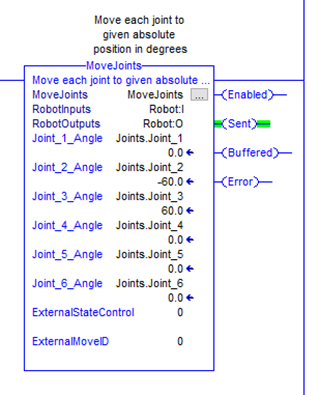 Move each joint to
given absolute
position in degrees
MoveJoints
Move each joint to given absolute ...
MoveJoints MoveJoints ... (Enabled)
RobotInputs Robot:I
RobotOutputs Robot:O (Sent)
Joint_1_Angle Joints.Joint_1
0.0 (Buffered)
Joint_2_Angle Joints.Joint_2
-60.0 (Error)
Joint_3_Angle Joints.Joint_3
60.0
Joint_4_Angle Joints.Joint_4
0.0
Joint_5_Angle Joints.Joint_5
0.0
Joint_6_Angle Joints.Joint_6
0.0
ExternalStateControl 0
ExternalMoveID 0